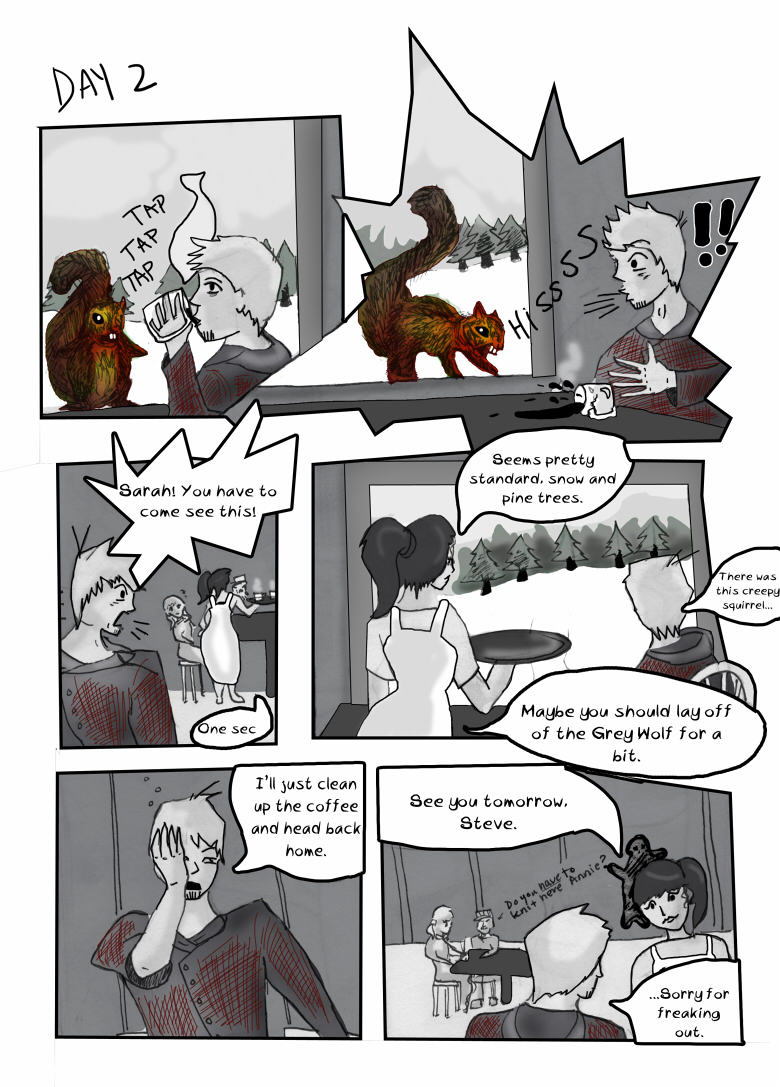 DAY 2
TAP
TAP
TAP
HiSSSSS
!!
Sarah! You have to
come see this!
One sec
Seems pretty
standard, snow and
pine trees.
There was
this creepy
squirrel...
Maybe you should lay off
of the Grey Wolf for a
bit.
I'll just clean
up the coffee
and head back
home.
See you tomorrow,
Steve.
Do you have to
knit here Annie?
...Sorry for
freaking
out.